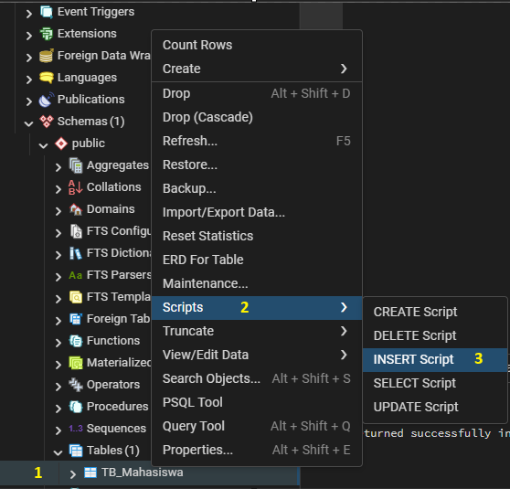 Event Triggers
Extensions
Foreign Data Wra
Languages
Publications
Schemas (1)
public
Aggregates
Collations
Domains
FTS Configu
FTS Dictiona
FTS Parsers
FTS Templa
Foreign Tab
Functions
Materialized
Operators
Procedures
1..3 Sequences
Tables (1)
1 TB_Mahasiswa
Count Rows
Create
Drop Alt + Shift + D
Drop (Cascade)
Refresh... F5
Restore...
Backup...
Import/Export Data...
Reset Statistics
ERD For Table
Maintenance...
Scripts 2
Truncate
View/Edit Data
Search Objects... Alt + Shift + S
PSQL Tool
Query Tool Alt + Shift + Q
Properties... Alt + Shift + E
CREATE Script
DELETE Script
INSERT Script 3
SELECT Script
UPDATE Script
turned successfully in